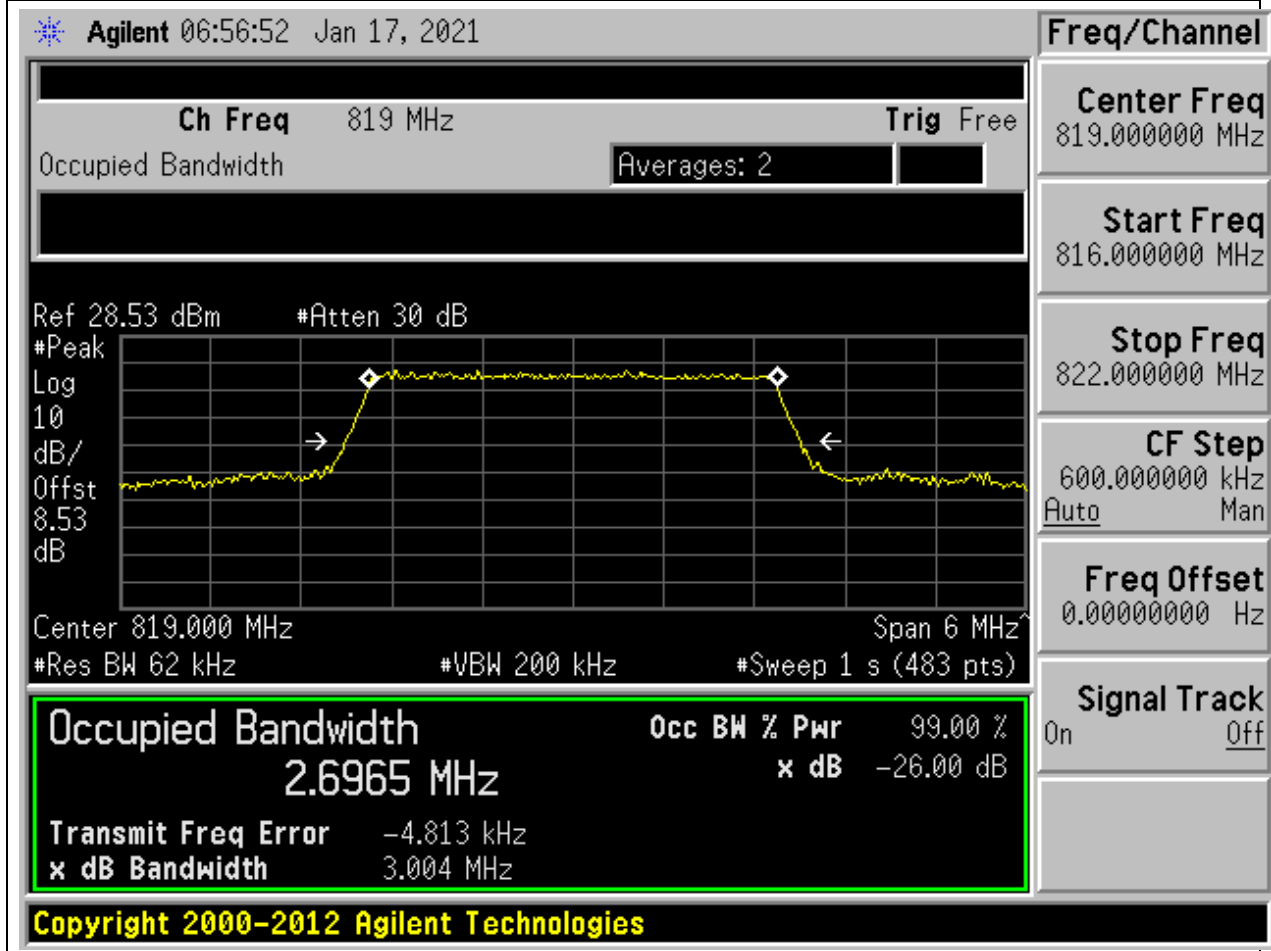 Agilent 06:56:52 Jan 17, 2021
Freq/Channel
Ch Freq 819 MHz Trig Free
Occupied Bandwidth Averages: 2
Center Freq
819.000000 MHz
Start Freq
816.000000 MHz
Stop Freq
822.000000 MHz
CF Step
600.000000 kHz
Auto Man
Freq Offset
0.00000000 Hz
Signal Track
On Off
Ref 28.53 dBm #Atten 30 dB
#Peak
Log
10
dB/
Offst
8.53
dB
Center 819.000 MHz Span 6 MHz^
#Res BW 62 kHz #VBW 200 kHz #Sweep 1 s (483 pts)
Occupied Bandwidth Occ BW % Pwr 99.00 %
2.6965 MHz x dB -26.00 dB
Transmit Freq Error -4.813 kHz
x dB Bandwidth 3.004 MHz
Copyright 2000-2012 Agilent Technologies